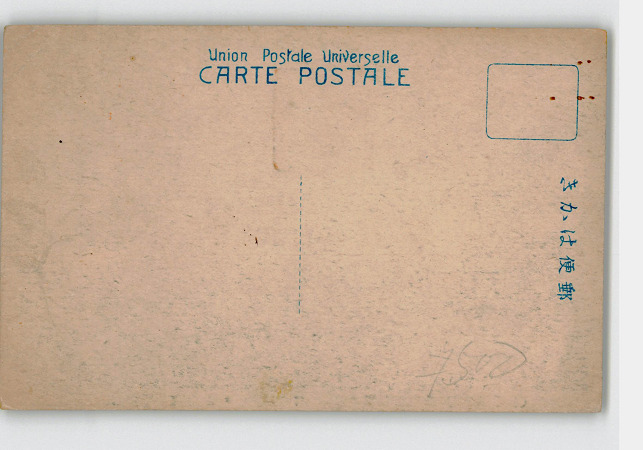 Union Postale Universelle
CARTE POSTALE
郵便はかき